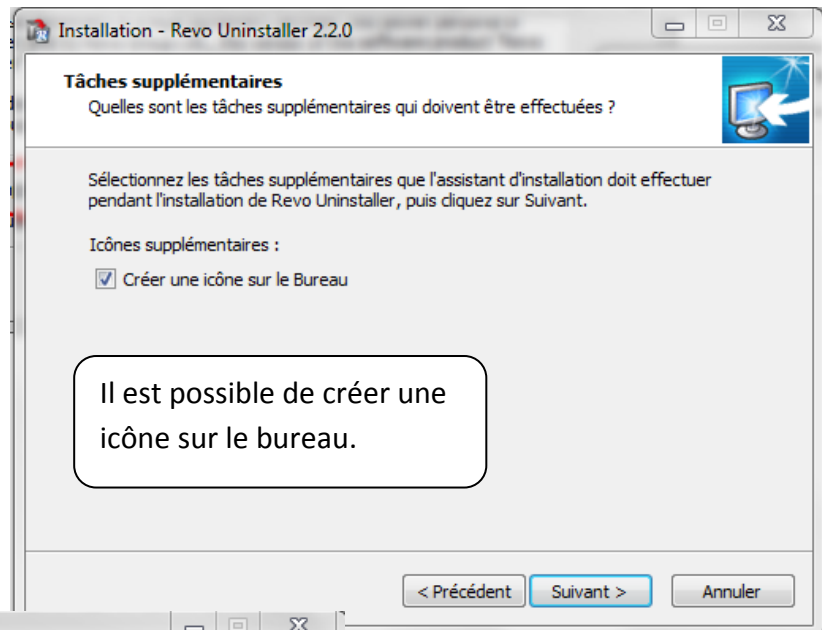 Installation - Revo Uninstaller 2.2.0
Tâches supplémentaires
Quelles sont les tâches supplémentaires qui doivent être effectuées ?
Sélectionnez les tâches supplémentaires que l'assistant d'installation doit effectuer
pendant l'installation de Revo Uninstaller, puis cliquez sur Suivant.
Icônes supplémentaires :
Créer une icône sur le Bureau
Il est possible de créer une
icône sur le bureau.
< Précédent Suivant > Annuler